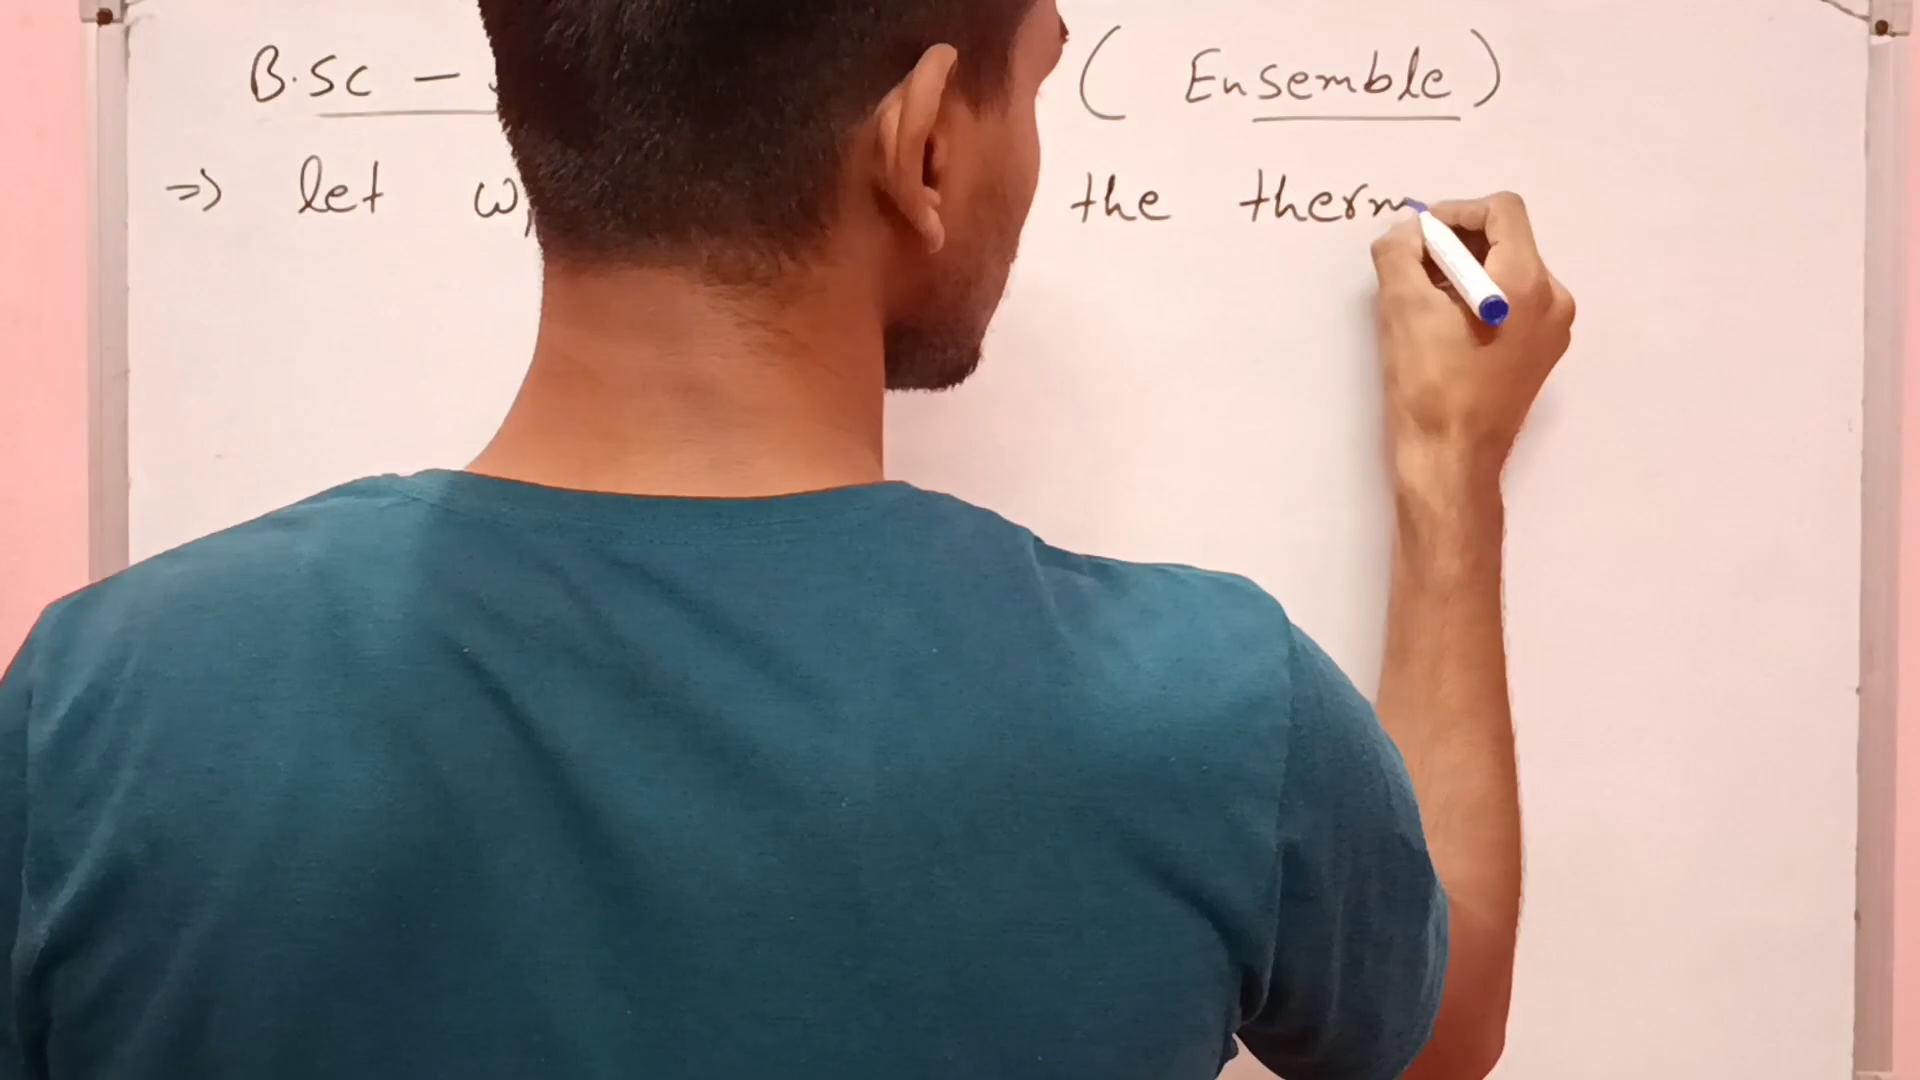 B.Sc - ( Ensemble )
⇒ let the therm